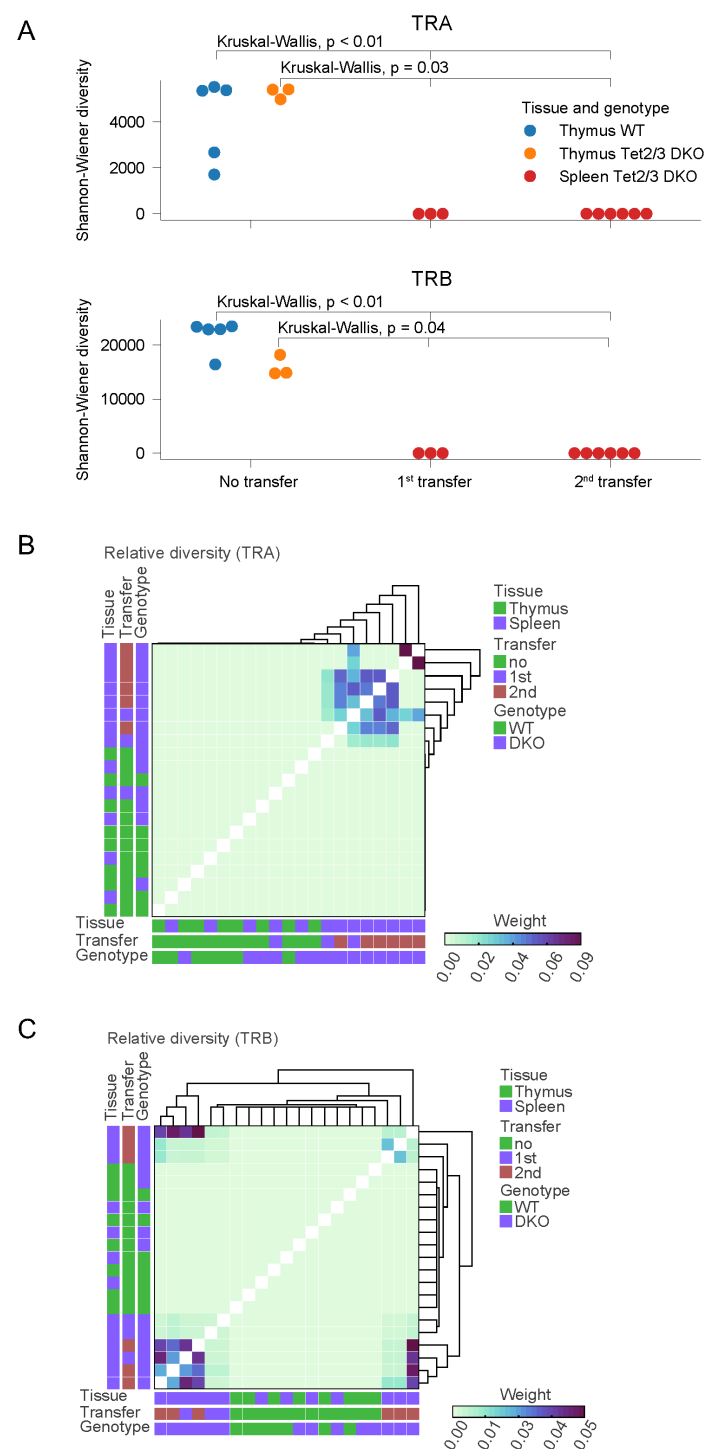 A
TRA
Kruskal-Wallis, p < 0.01
Kruskal-Wallis, p = 0.03
Shannon-Wiener diversity
4000
2000
0
Tissue and genotype
Thymus WT
Thymus Tet2/3 DKO
Spleen Tet2/3 DKO
TRB
Kruskal-Wallis, p < 0.01
Kruskal-Wallis, p = 0.04
Shannon-Wiener diversity
20000
10000
0
No transfer
1st transfer
2nd transfer
B
Relative diversity (TRA)
Tissue
Transfer
Genotype
Tissue
Thymus
Spleen
Transfer
no
1st
2nd
Genotype
WT
DKO
Tissue
Transfer
Genotype
Weight
0.00
0.02
0.04
0.06
0.09
C
Relative diversity (TRB)
Tissue
Transfer
Genotype
Tissue
Thymus
Spleen
Transfer
no
1st
2nd
Genotype
WT
DKO
Tissue
Transfer
Genotype
Weight
0.00
0.01
0.03
0.04
0.05